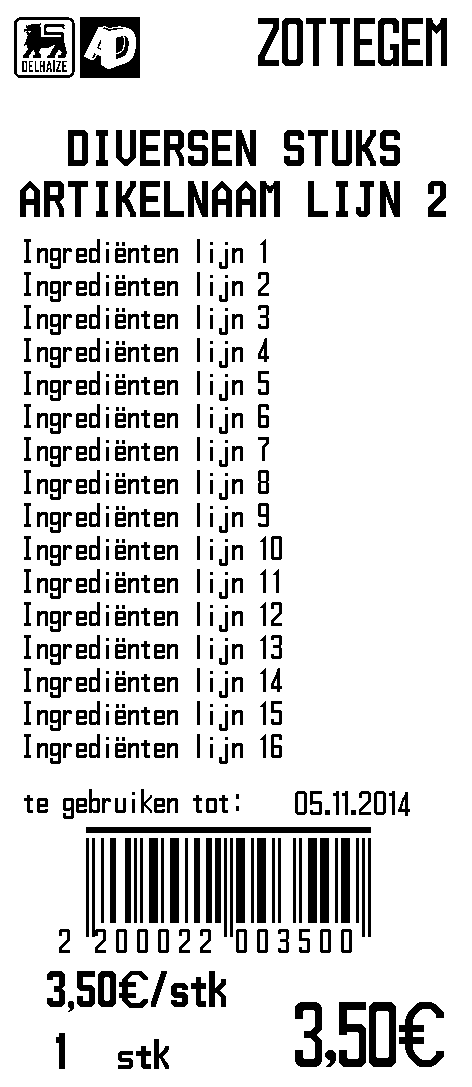 DELHAIZE AD ZOTTEGEM
DIVERSEN STUKS
ARTIKELNAAM LIJN 2
Ingrediënten lijn 1
Ingrediënten lijn 2
Ingrediënten lijn 3
Ingrediënten lijn 4
Ingrediënten lijn 5
Ingrediënten lijn 6
Ingrediënten lijn 7
Ingrediënten lijn 8
Ingrediënten lijn 9
Ingrediënten lijn 10
Ingrediënten lijn 11
Ingrediënten lijn 12
Ingrediënten lijn 13
Ingrediënten lijn 14
Ingrediënten lijn 15
Ingrediënten lijn 16
te gebruiken tot: 05.11.2014
2 200022 003500
3,50€/stk
1 stk 3,50€